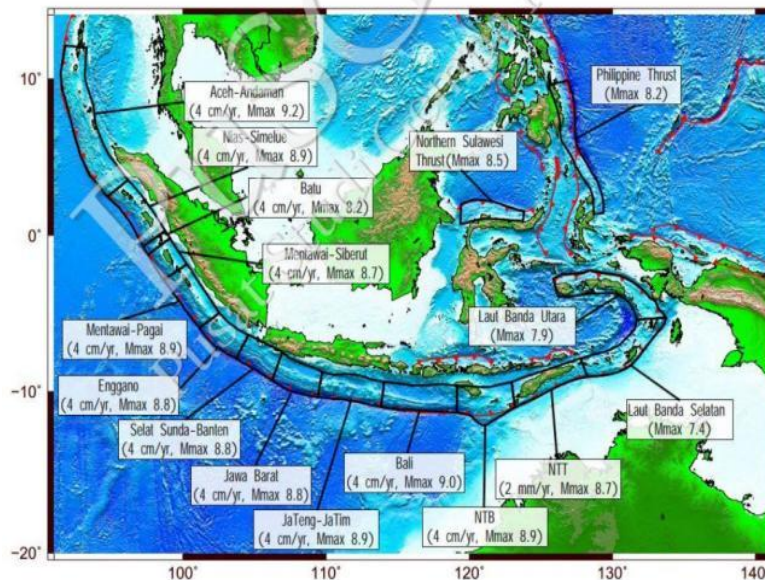 10°
0°
−10°
−20°
Aceh-Andaman
(4 cm/yr, Mmax 9.2)
Nias-Simelue
(4 cm/yr, Mmax 8.9)
Batu
(4 cm/yr, Mmax 8.2)
Mentawai-Siberut
(4 cm/yr, Mmax 8.7)
Northern Sulawesi
Thrust(Mmax 8.5)
Philippine Thrust
(Mmax 8.2)
Mentawai-Pagai
(4 cm/yr, Mmax 8.9)
Enggano
(4 cm/yr, Mmax 8.8)
Selat Sunda-Banten
(4 cm/yr, Mmax 8.8)
Jawa Barat
(4 cm/yr, Mmax 8.8)
JaTeng-JaTim
(4 cm/yr, Mmax 8.9)
Bali
(4 cm/yr, Mmax 9.0)
NTB
(4 cm/yr, Mmax 8.9)
NTT
(2 mm/yr, Mmax 8.7)
Laut Banda Utara
(Mmax 7.9)
Laut Banda Selatan
(Mmax 7.4)
100°
110°
120°
130°
140